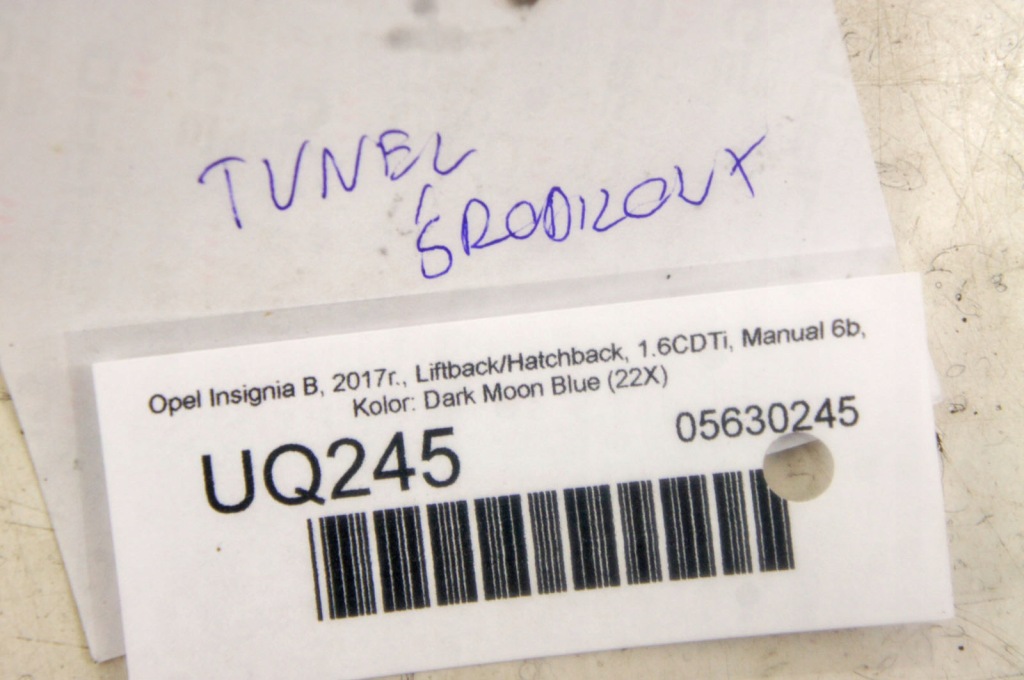 TUNEL
ŚRODKOWY
Opel Insignia B, 2017r., Liftback/Hatchback, 1.6CDTi, Manual 6b,
Kolor: Dark Moon Blue (22X)
UQ245
05630245